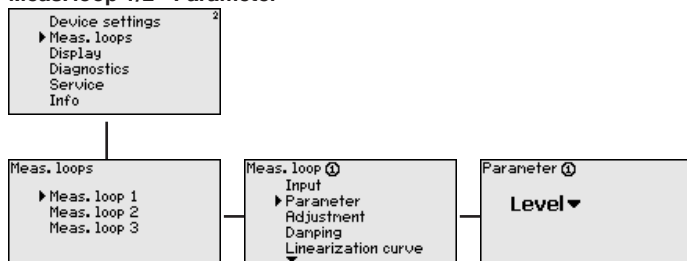 Meas. loop 1/2 - Parameter
2
Device settings
Meas. loops
Display
Diagnostics
Service
Info
Meas. loops
Meas. loop 1
Meas. loop 2
Meas. loop 3
Meas. loop ①
Input
Parameter
Adjustment
Damping
Linearization curve
Parameter ①
Level